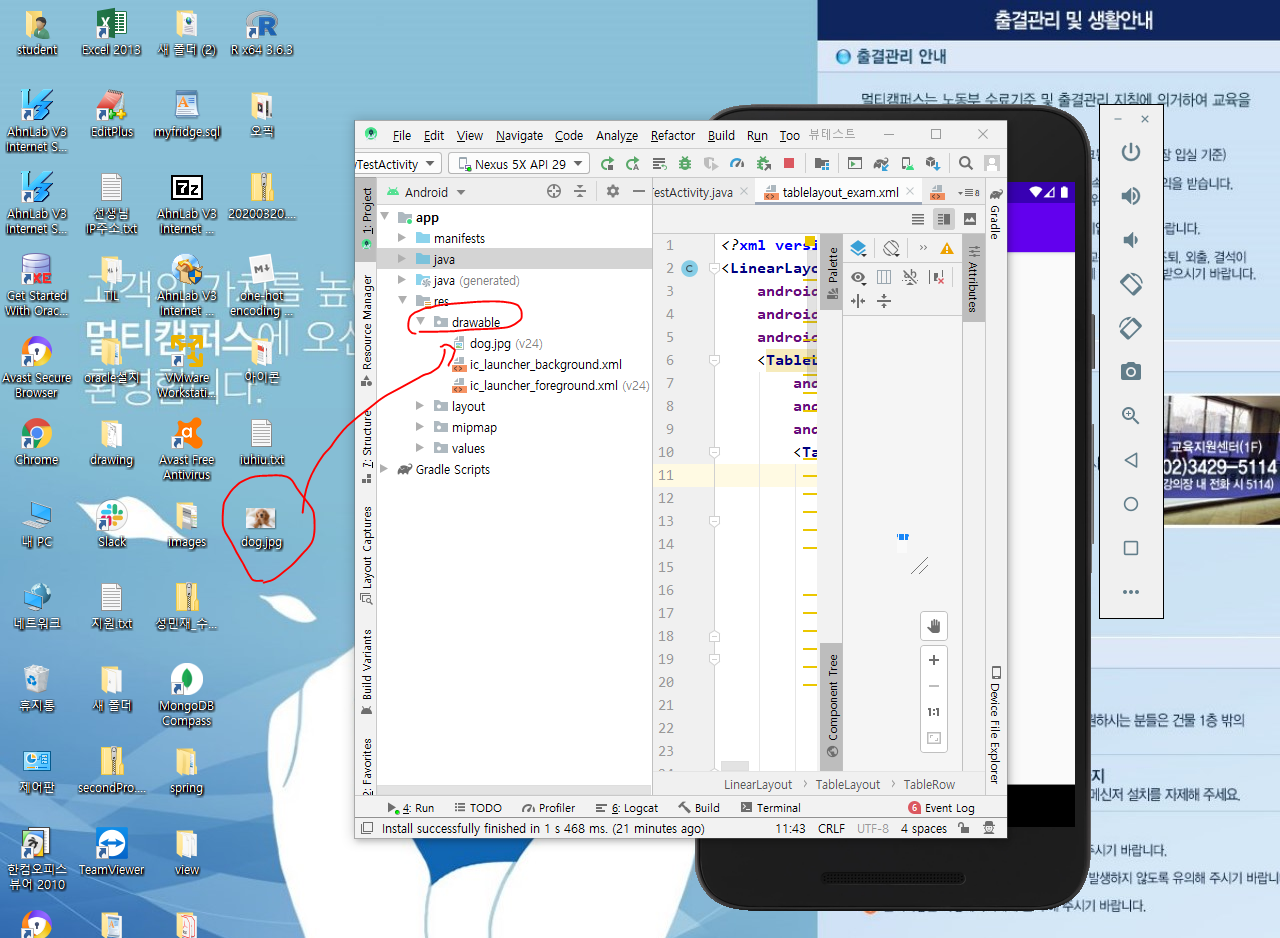 student
Excel 2013
새 폴더 (2)
R x64 3.6.3
AhnLab V3
Internet S...
EditPlus
myfridge.sql
오픽
AhnLab V3
Internet S...
선생님
IP주소.txt
AhnLab V3
Internet ...
20200320....
Get Started
With Orac...
TIL
AhnLab V3
Internet ...
one-hot
encoding ...
고객의 가치를 높
멀티캠퍼스에 오신
환영합니다.
Avast Secure
Browser
oracle설치
VMware
Workstati...
아이콘
Chrome
drawing
Avast Free
Antivirus
iuhiu.txt
내 PC
Slack
images
dog.jpg
네트워크
지원.txt
성민재_수...
휴지통
새 폴더
MongoDB
Compass
제어판
secondPro....
spring
한컴오피스
뷰어 2010
TeamViewer
view
File Edit View Navigate Code Analyze Refactor Build Run Too 뷰테스트
TestActivity
Nexus 5X API 29
1: Project
Resource Manager
7: Structure
Layout Captures
Build Variants
2: Favorites
Android
app
manifests
java
java (generated)
res
drawable
dog.jpg (v24)
ic_launcher_background.xml
ic_launcher_foreground.xml (v24)
layout
mipmap
values
Gradle Scripts
TestActivity.java
tablelayout_exam.xml
1 <?xml versi
2 C <LinearLayo
3 android
4 android
5 android
6 <TableL
7 and
8 and
9 and
10 <Ta
11
12
13
14
15
16
17
18
19
20
21
22
23
Palette
Component Tree
Attributes
1:1
Gradle
Device File Explorer
LinearLayout › TableLayout › TableRow
4: Run TODO Profiler 6: Logcat Build Terminal 6 Event Log
Install successfully finished in 1 s 468 ms. (21 minutes ago) 11:43 CRLF UTF-8 4 spaces
출결관리 및 생활안내
출결관리 안내
멀티캠퍼스는 노동부 수료기준 및 출결관리 지침에 의거하여 교육을
장 입실 기준)
익을 받습니다.
랍니다.
조퇴, 외출, 결석이
받으시기 바랍니다.
교육지원센터(1F)
02)3429-5114
강의장 내 전화 시 5114)
원하시는 분들은 건물 1층 밖의
지
메신저 설치를 자제해 주세요.
주시기 바랍니다.
발생하지 않도록 유의해 주시기 바랍니
주시기 바랍니다.